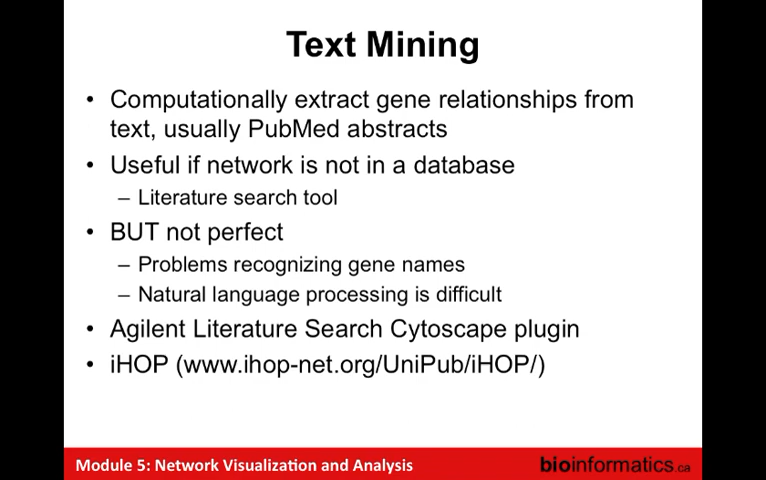 Text Mining
• Computationally extract gene relationships from
text, usually PubMed abstracts
• Useful if network is not in a database
– Literature search tool
• BUT not perfect
– Problems recognizing gene names
– Natural language processing is difficult
• Agilent Literature Search Cytoscape plugin
• iHOP (www.ihop-net.org/UniPub/iHOP/)
Module 5: Network Visualization and Analysis
bioinformatics.ca